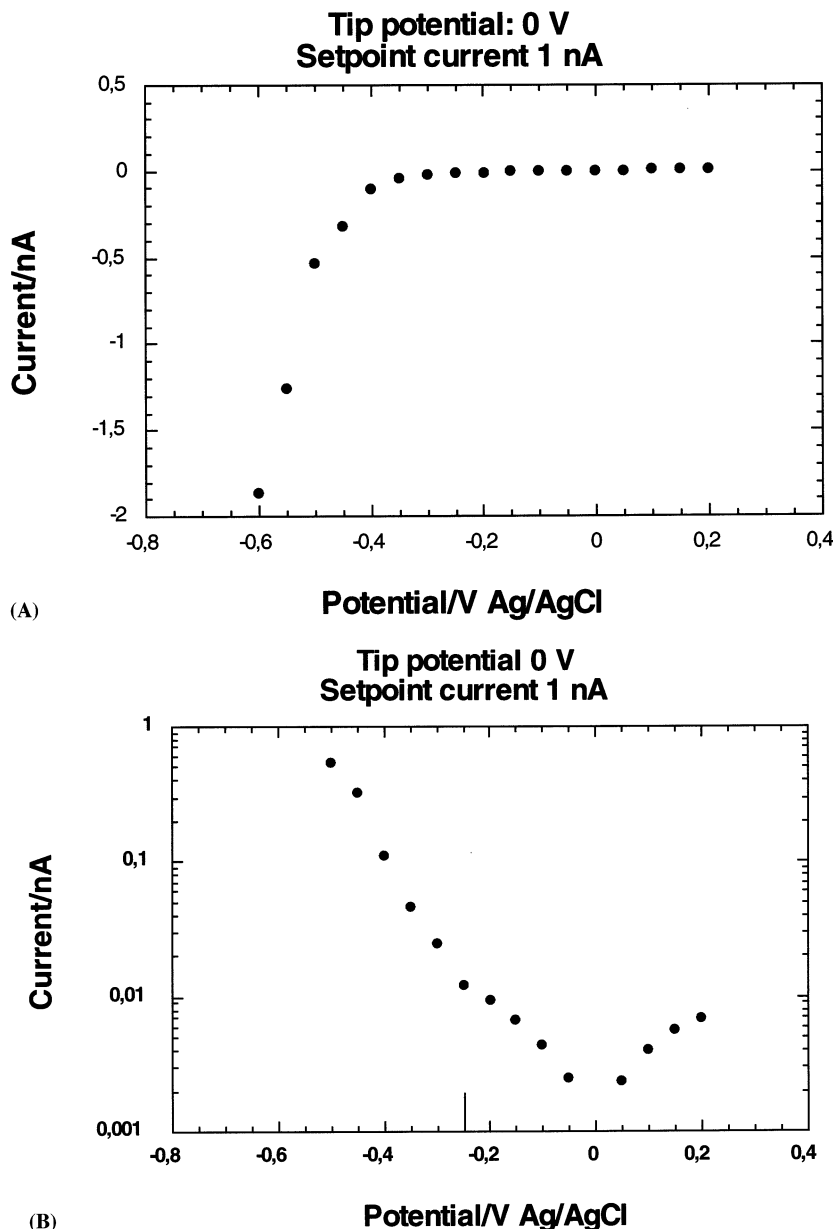 Tip potential: 0 V
Setpoint current 1 nA
0,5
0
-0,5
-1
-1,5
-2
Current/nA
-0,8 -0,6 -0,4 -0,2 0 0,2 0,4
Potential/V Ag/AgCl
(A)
Tip potential 0 V
Setpoint current 1 nA
1
0,1
0,01
0,001
Current/nA
-0,8 -0,6 -0,4 -0,2 0 0,2 0,4
Potential/V Ag/AgCl
(B)